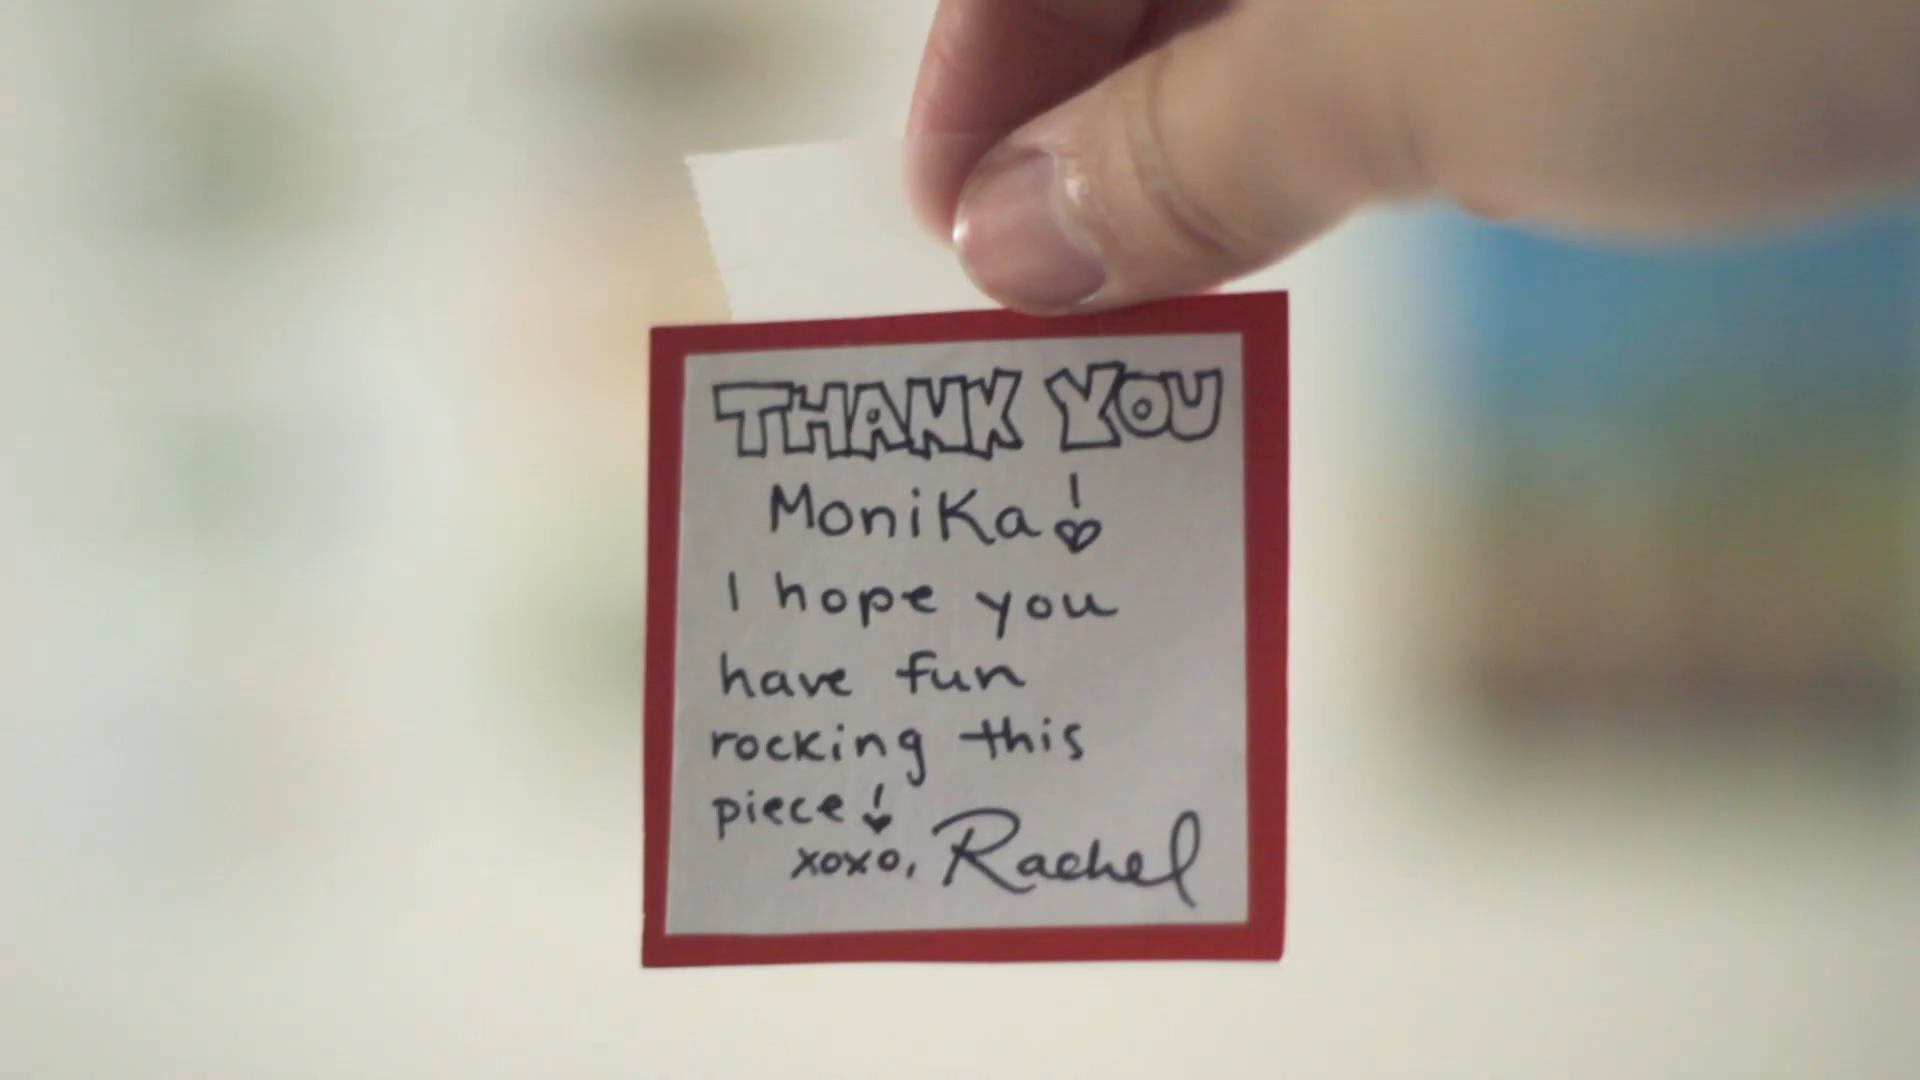 THANK YOU
Monika!
I hope you
have fun
rocking this
piece!
xoxo, Rachel